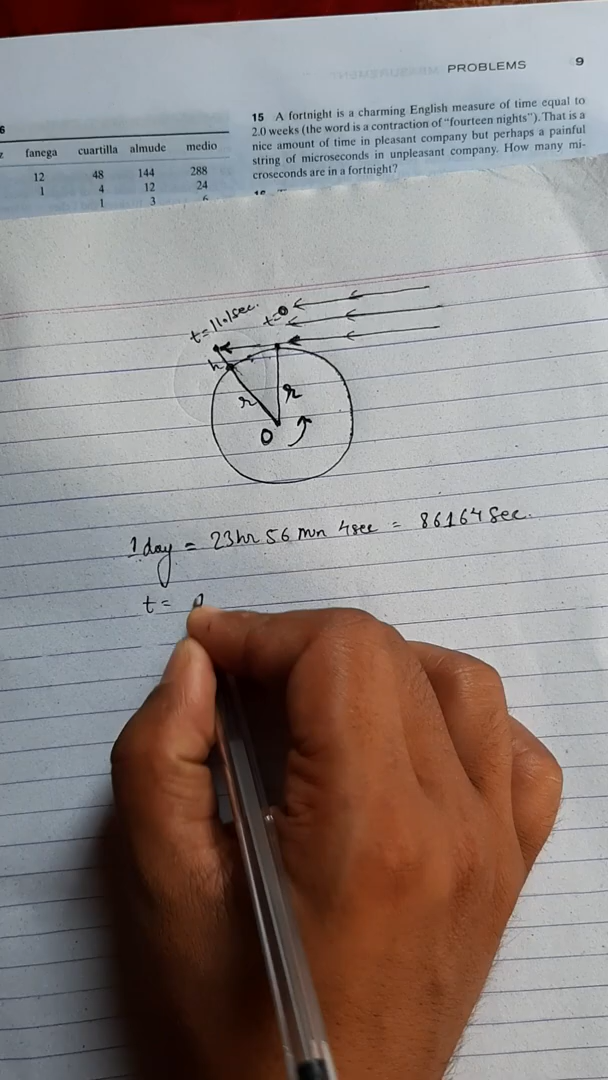 PROBLEMS 9
6
z fanega cuartilla almude medio
12 48 144 288
1 4 12 24
1 3 6
15 A fortnight is a charming English measure of time equal to
2.0 weeks (the word is a contraction of "fourteen nights"). That is a
nice amount of time in pleasant company but perhaps a painful
string of microseconds in unpleasant company. How many mi-
croseconds are in a fortnight?
t=11.1sec.
t=0
h
r r
O
1 day = 23hr 56 min 4sec = 86164 Sec.
t = 0